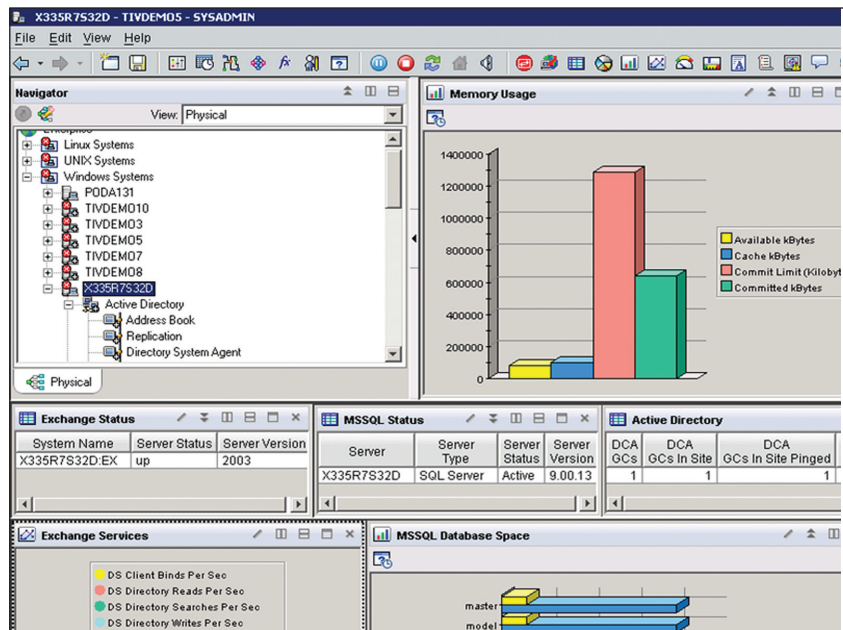 X335R7S32D - TIVDEMO5 - SYSADMIN
File Edit View Help
Navigator
View: Physical
Enterprise
Linux Systems
UNIX Systems
Windows Systems
PODA131
TIVDEMO10
TIVDEMO3
TIVDEMO5
TIVDEMO7
TIVDEMO8
X335R7S32D
Active Directory
Address Book
Replication
Directory System Agent
Physical
Memory Usage
1400000
1200000
1000000
800000
600000
400000
200000
0
Available kBytes
Cache kBytes
Commit Limit (Kilobyt
Committed kBytes
Exchange Status
System Name Server Status Server Version
X335R7S32D:EX up 2003
MSSQL Status
Server Server Type Server Status Server Version
X335R7S32D SQL Server Active 9.00.13
Active Directory
DCA GCs DCA GCs In Site DCA GCs In Site Pinged
1 1 1
Exchange Services
DS Client Binds Per Sec
DS Directory Reads Per Sec
DS Directory Searches Per Sec
DS Directory Writes Per Sec
MSSQL Database Space
master
model